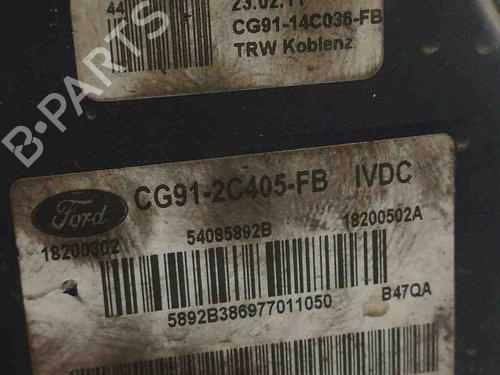 44
23.02.11
CG91-14C036-FB
TRW Koblenz
B-PARTS
Ford
CG91-2C405-FB IVDC
18200302 54085892B 18200502A
5892B386977011050 B47QA